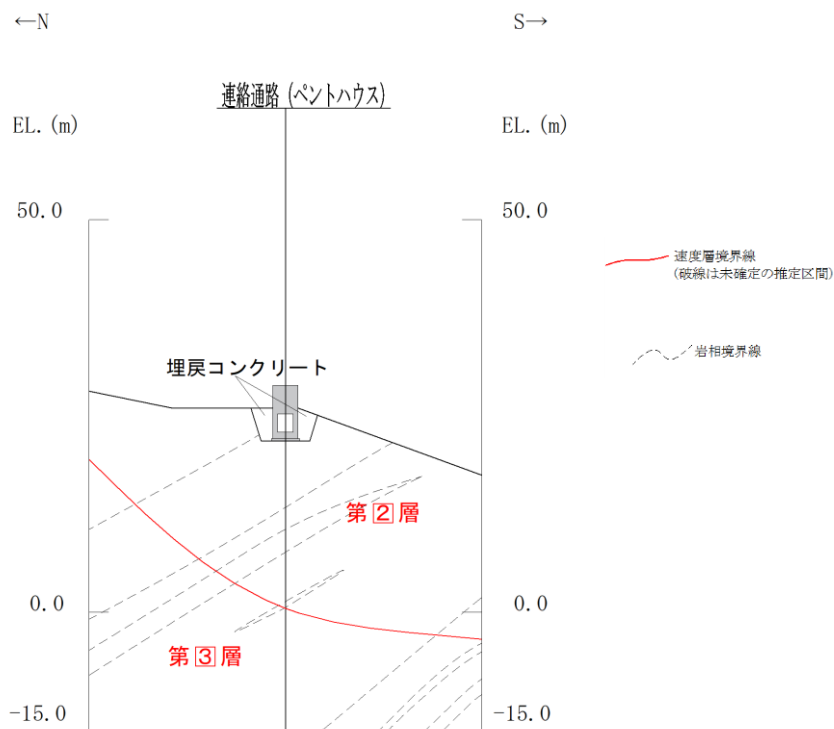 ←N
S→
連絡通路(ペントハウス)
EL.(m)
EL.(m)
50.0
50.0
速度層境界線
(破線は未確定の推定区間)
岩相境界線
埋戻コンクリート
第2層
0.0
0.0
第3層
-15.0
-15.0